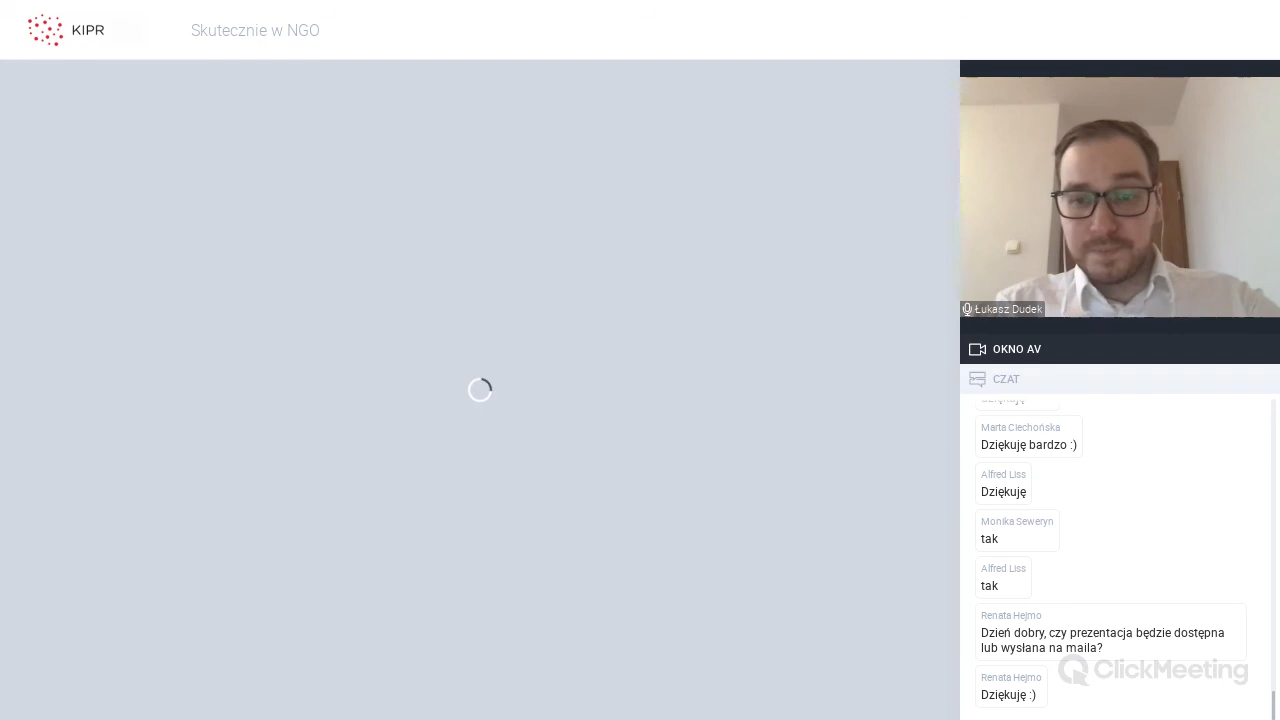 KIPR
Skutecznie w NGO
Łukasz Dudek
OKNO AV
CZAT
Marta Ciechońska
Dziękuję bardzo :)
Alfred Liss
Dziękuję
Monika Seweryn
tak
Alfred Liss
tak
Renata Hejmo
Dzień dobry, czy prezentacja będzie dostępna
lub wysłana na maila?
ClickMeeting
Renata Hejmo
Dziękuję :)